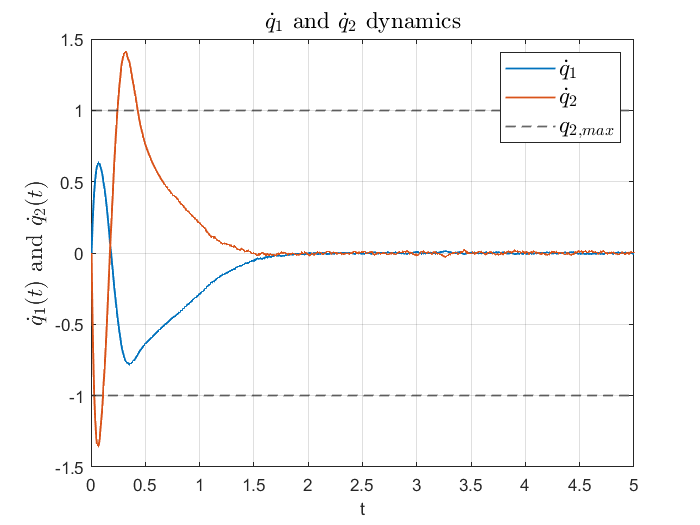 q̇₁ and q̇₂ dynamics
q̇₁(t) and q̇₂(t)
1.5
1
0.5
0
-0.5
-1
-1.5
q̇₁
q̇₂
q₂,ₘₐₓ
0 0.5 1 1.5 2 2.5 3 3.5 4 4.5 5
t